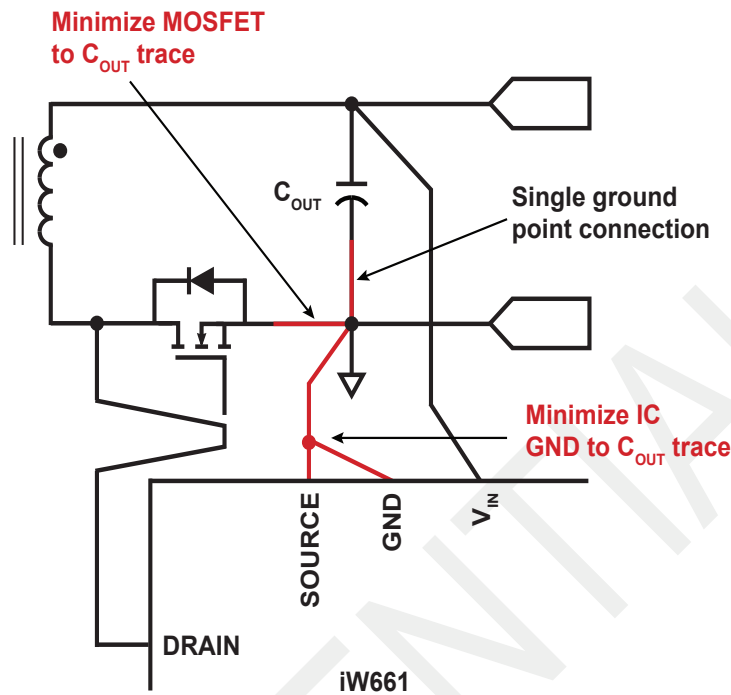 Minimize MOSFET
to COUT trace
COUT
Single ground
point connection
Minimize IC
GND to COUT trace
SOURCE
GND
VIN
DRAIN
iW661
ENTIAL